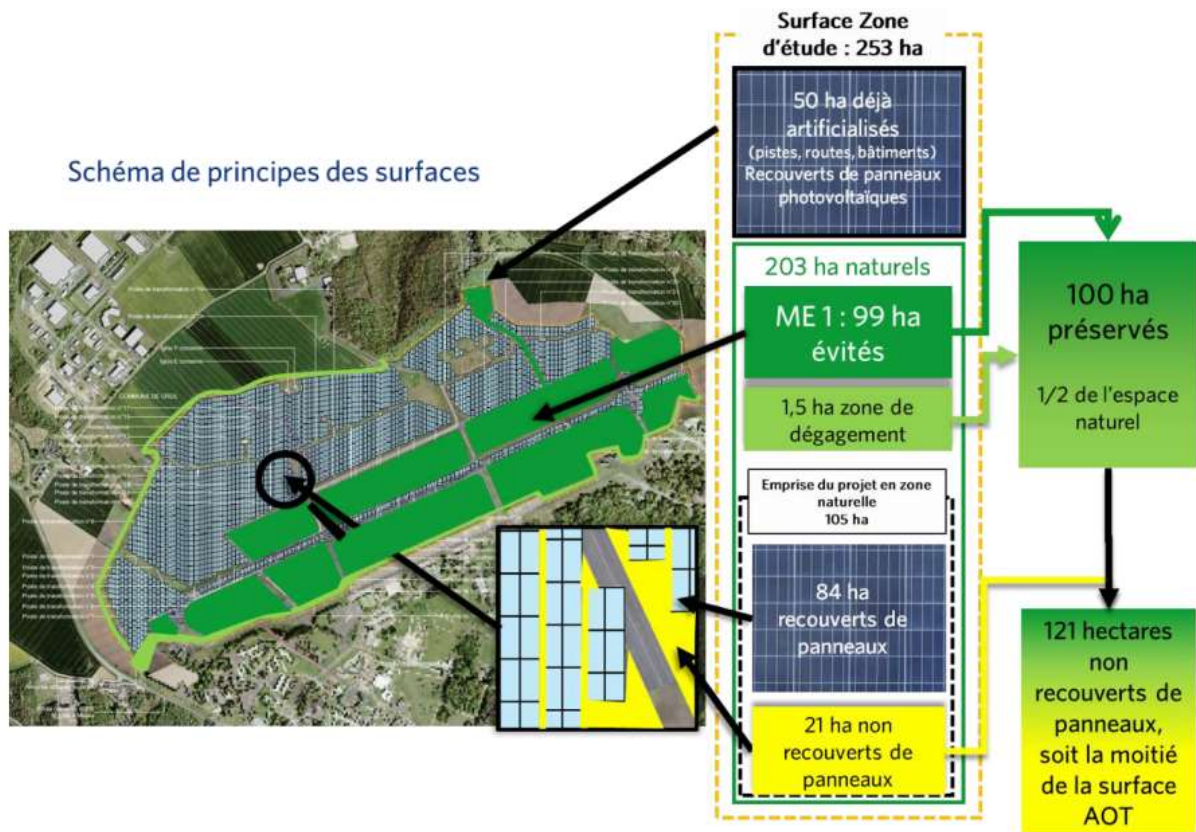 Surface Zone
d'étude : 253 ha
50 ha déjà
artificialisés
(pistes, routes, bâtiments)
Recouverts de panneaux
photovoltaïques
Schéma de principes des surfaces
203 ha naturels
ME 1 : 99 ha
évités
1,5 ha zone de
dégagement
100 ha
préservés
1/2 de l'espace
naturel
Emprise du projet en zone
naturelle
105 ha
84 ha
recouverts de
panneaux
21 ha non
recouverts de
panneaux
121 hectares
non
recouverts de
panneaux,
soit la moitié
de la surface
AOT
COMMUNE DE CREIL